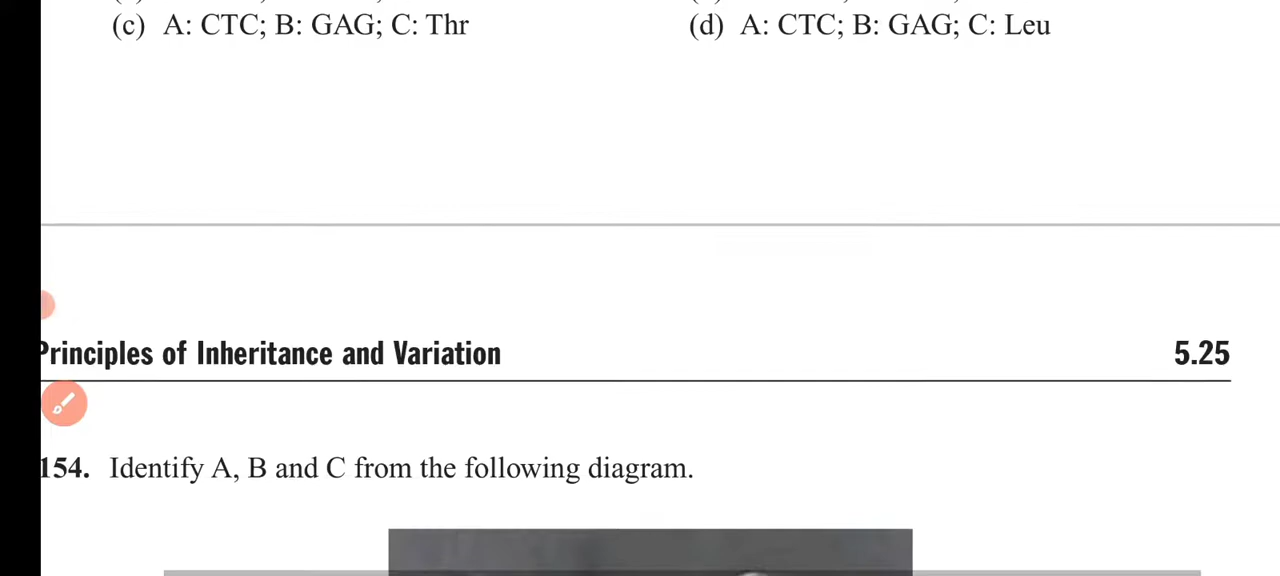 (c) A: CTC; B: GAG; C: Thr
(d) A: CTC; B: GAG; C: Leu
Principles of Inheritance and Variation
5.25
154. Identify A, B and C from the following diagram.